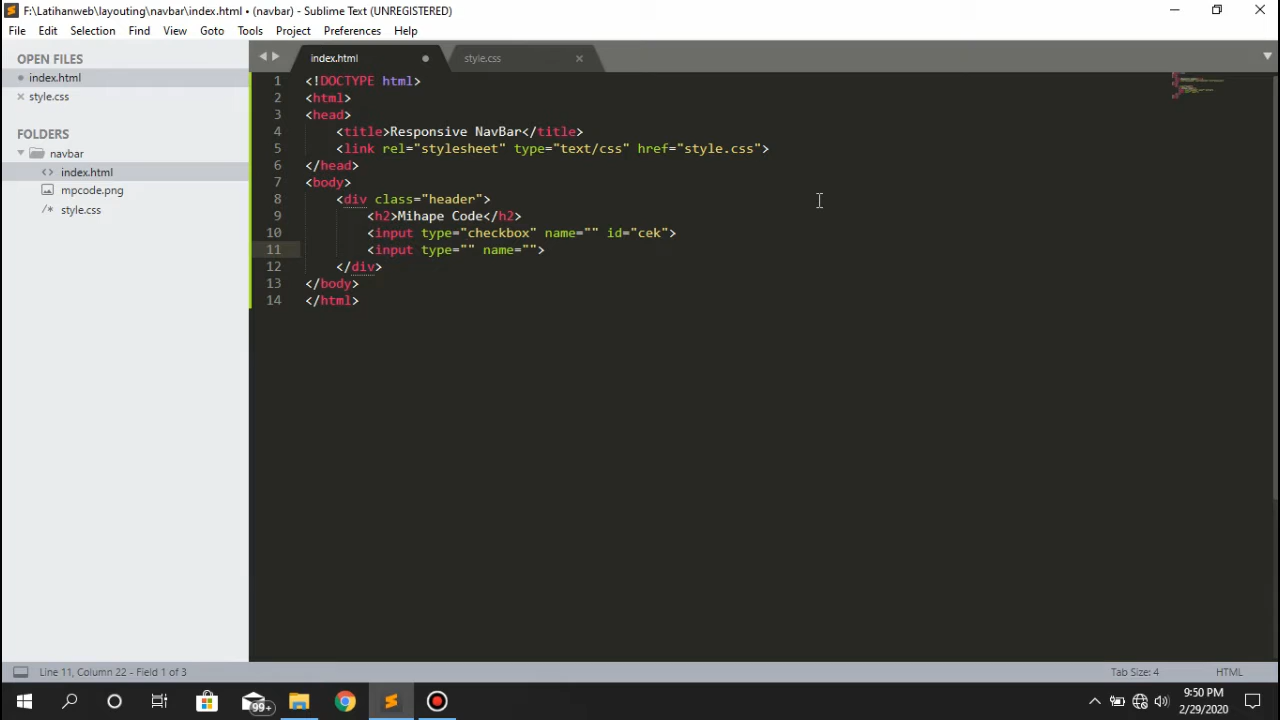 F:\Latihanweb\layouting\navbar\index.html • (navbar) - Sublime Text (UNREGISTERED)
File Edit Selection Find View Goto Tools Project Preferences Help
OPEN FILES
index.html
style.css
FOLDERS
navbar
index.html
mpcode.png
style.css
index.html style.css
1 <!DOCTYPE html>
2 <html>
3 <head>
4 <title>Responsive NavBar</title>
5 <link rel="stylesheet" type="text/css" href="style.css">
6 </head>
7 <body>
8 <div class="header">
9 <h2>Mihape Code</h2>
10 <input type="checkbox" name="" id="cek">
11 <input type="" name="">
12 </div>
13 </body>
14 </html>
Line 11, Column 22 - Field 1 of 3
Tab Size: 4
HTML
99+
9:50 PM
2/29/2020